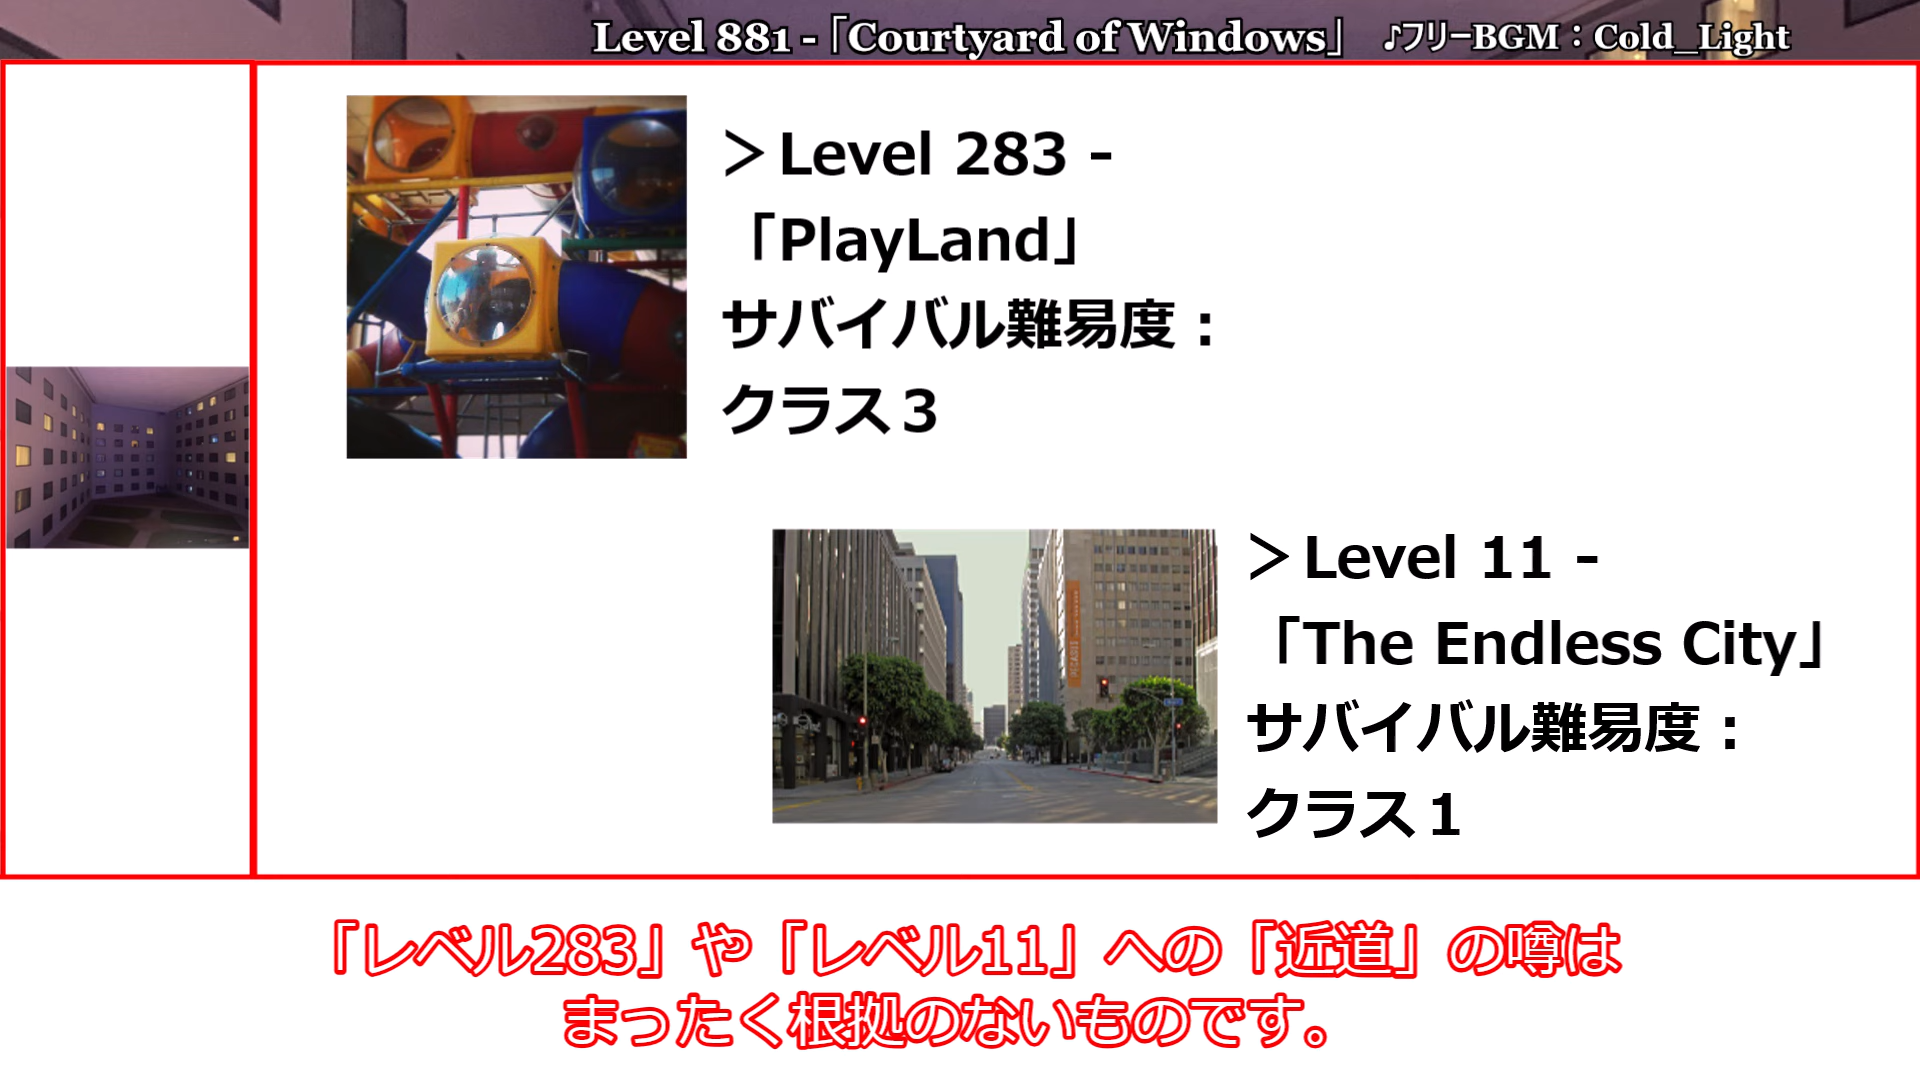 Level 881 -「Courtyard of Windows」 ♪フリーBGM：Cold_Light
＞Level 283 -
「PlayLand」
サバイバル難易度：
クラス３
＞Level 11 -
「The Endless City」
サバイバル難易度：
クラス１
「レベル283」や「レベル11」への「近道」の噂は
まったく根拠のないものです。